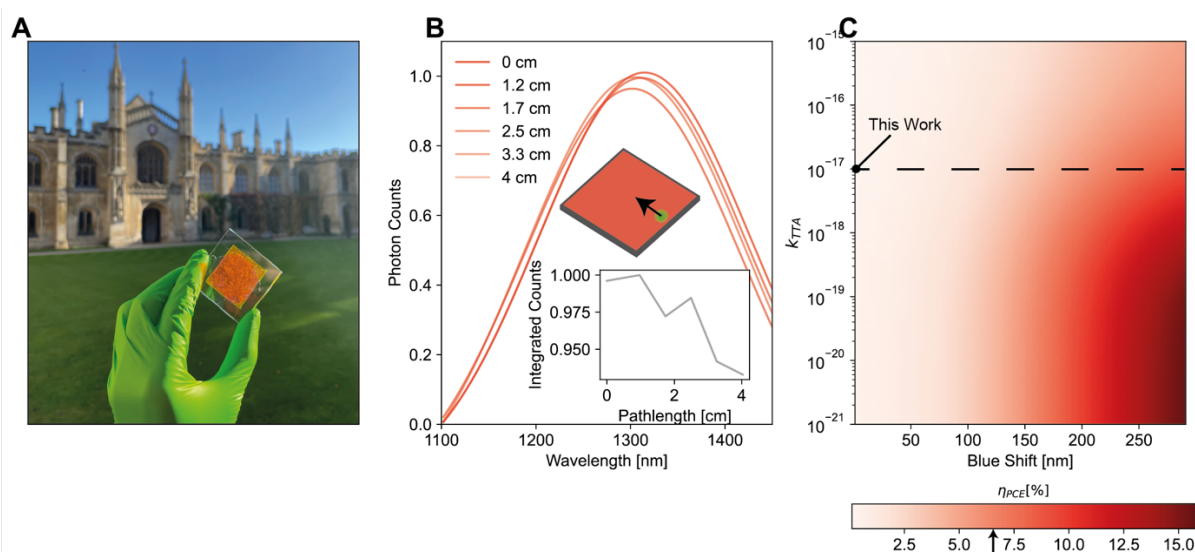 A
B
C
Photon Counts
1.0
0.8
0.6
0.4
0.2
0.0
0 cm
1.2 cm
1.7 cm
2.5 cm
3.3 cm
4 cm
Integrated Counts
1.000
0.975
0.950
0 2 4
Pathlength [cm]
1100 1200 1300 1400
Wavelength [nm]
k_TTA
10⁻¹⁵
10⁻¹⁶
10⁻¹⁷
10⁻¹⁸
10⁻¹⁹
10⁻²⁰
10⁻²¹
This Work
50 100 150 200 250
Blue Shift [nm]
η_PCE[%]
2.5 5.0 7.5 10.0 12.5 15.0